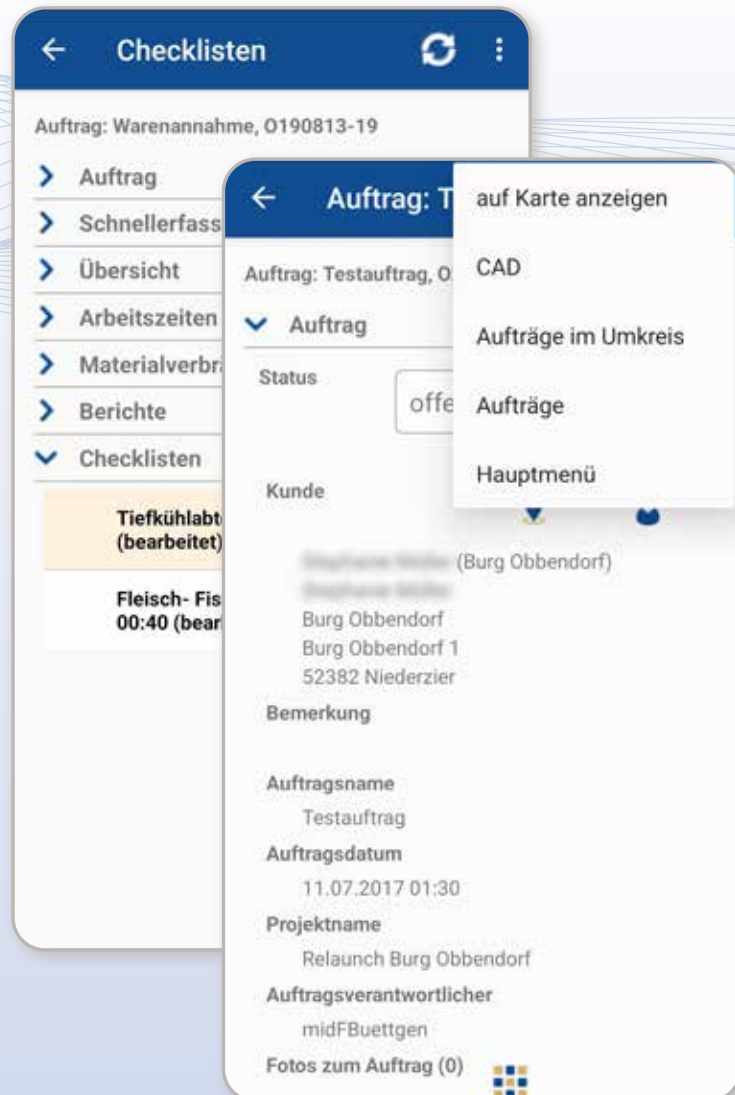 Checklisten
Auftrag: Warenannahme, O190813-19
Auftrag
Schnellerfass
Übersicht
Arbeitszeiten
Materialverbr
Berichte
Checklisten
Tiefkühlabt
(bearbeitet)
Fleisch- Fis
00:40 (bear
Auftrag: T
Auftrag: Testauftrag, O
Auftrag
Status
offe
Kunde
(Burg Obbendorf)
Burg Obbendorf
Burg Obbendorf 1
52382 Niederzier
Bemerkung
Auftragsname
Testauftrag
Auftragsdatum
11.07.2017 01:30
Projektname
Relaunch Burg Obbendorf
Auftragsverantwortlicher
midFBuettgen
Fotos zum Auftrag (0)
auf Karte anzeigen
CAD
Aufträge im Umkreis
Aufträge
Hauptmenü